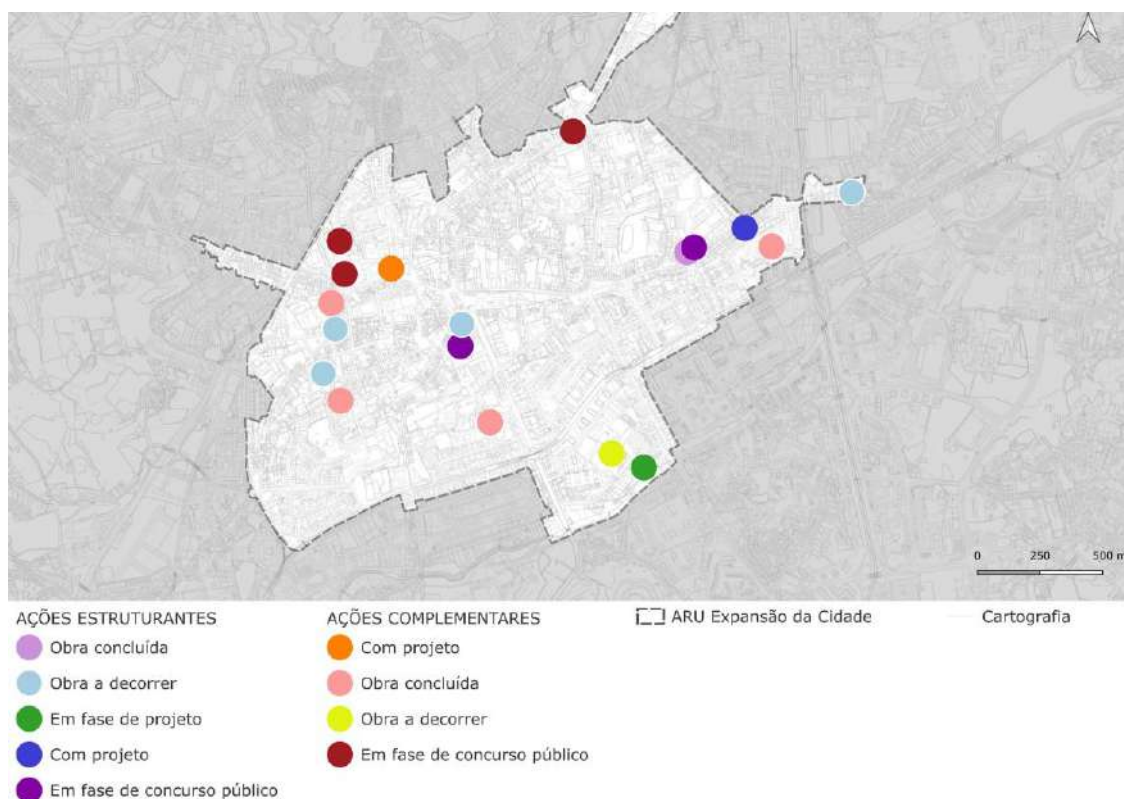 0 250 500 m
AÇÕES ESTRUTURANTES
Obra concluída
Obra a decorrer
Em fase de projeto
Com projeto
Em fase de concurso público
AÇÕES COMPLEMENTARES
Com projeto
Obra concluída
Obra a decorrer
Em fase de concurso público
ARU Expansão da Cidade
Cartografia